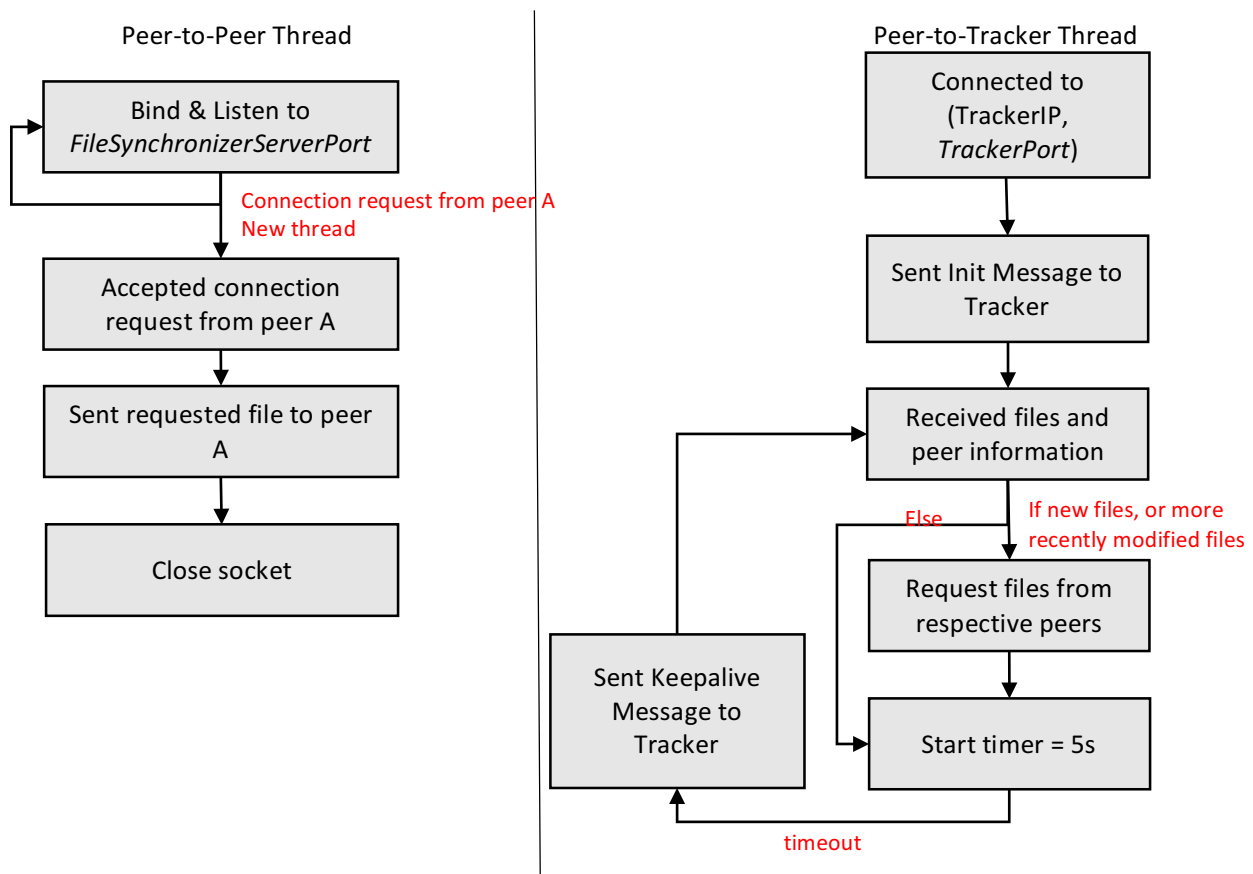 Peer-to-Peer Thread
Bind & Listen to
FileSynchronizerServerPort
Connection request from peer A
New thread
Accepted connection
request from peer A
Sent requested file to peer
A
Close socket
Peer-to-Tracker Thread
Connected to
(TrackerIP,
TrackerPort)
Sent Init Message to
Tracker
Received files and
peer information
Else
If new files, or more
recently modified files
Request files from
respective peers
Sent Keepalive
Message to
Tracker
Start timer = 5s
timeout